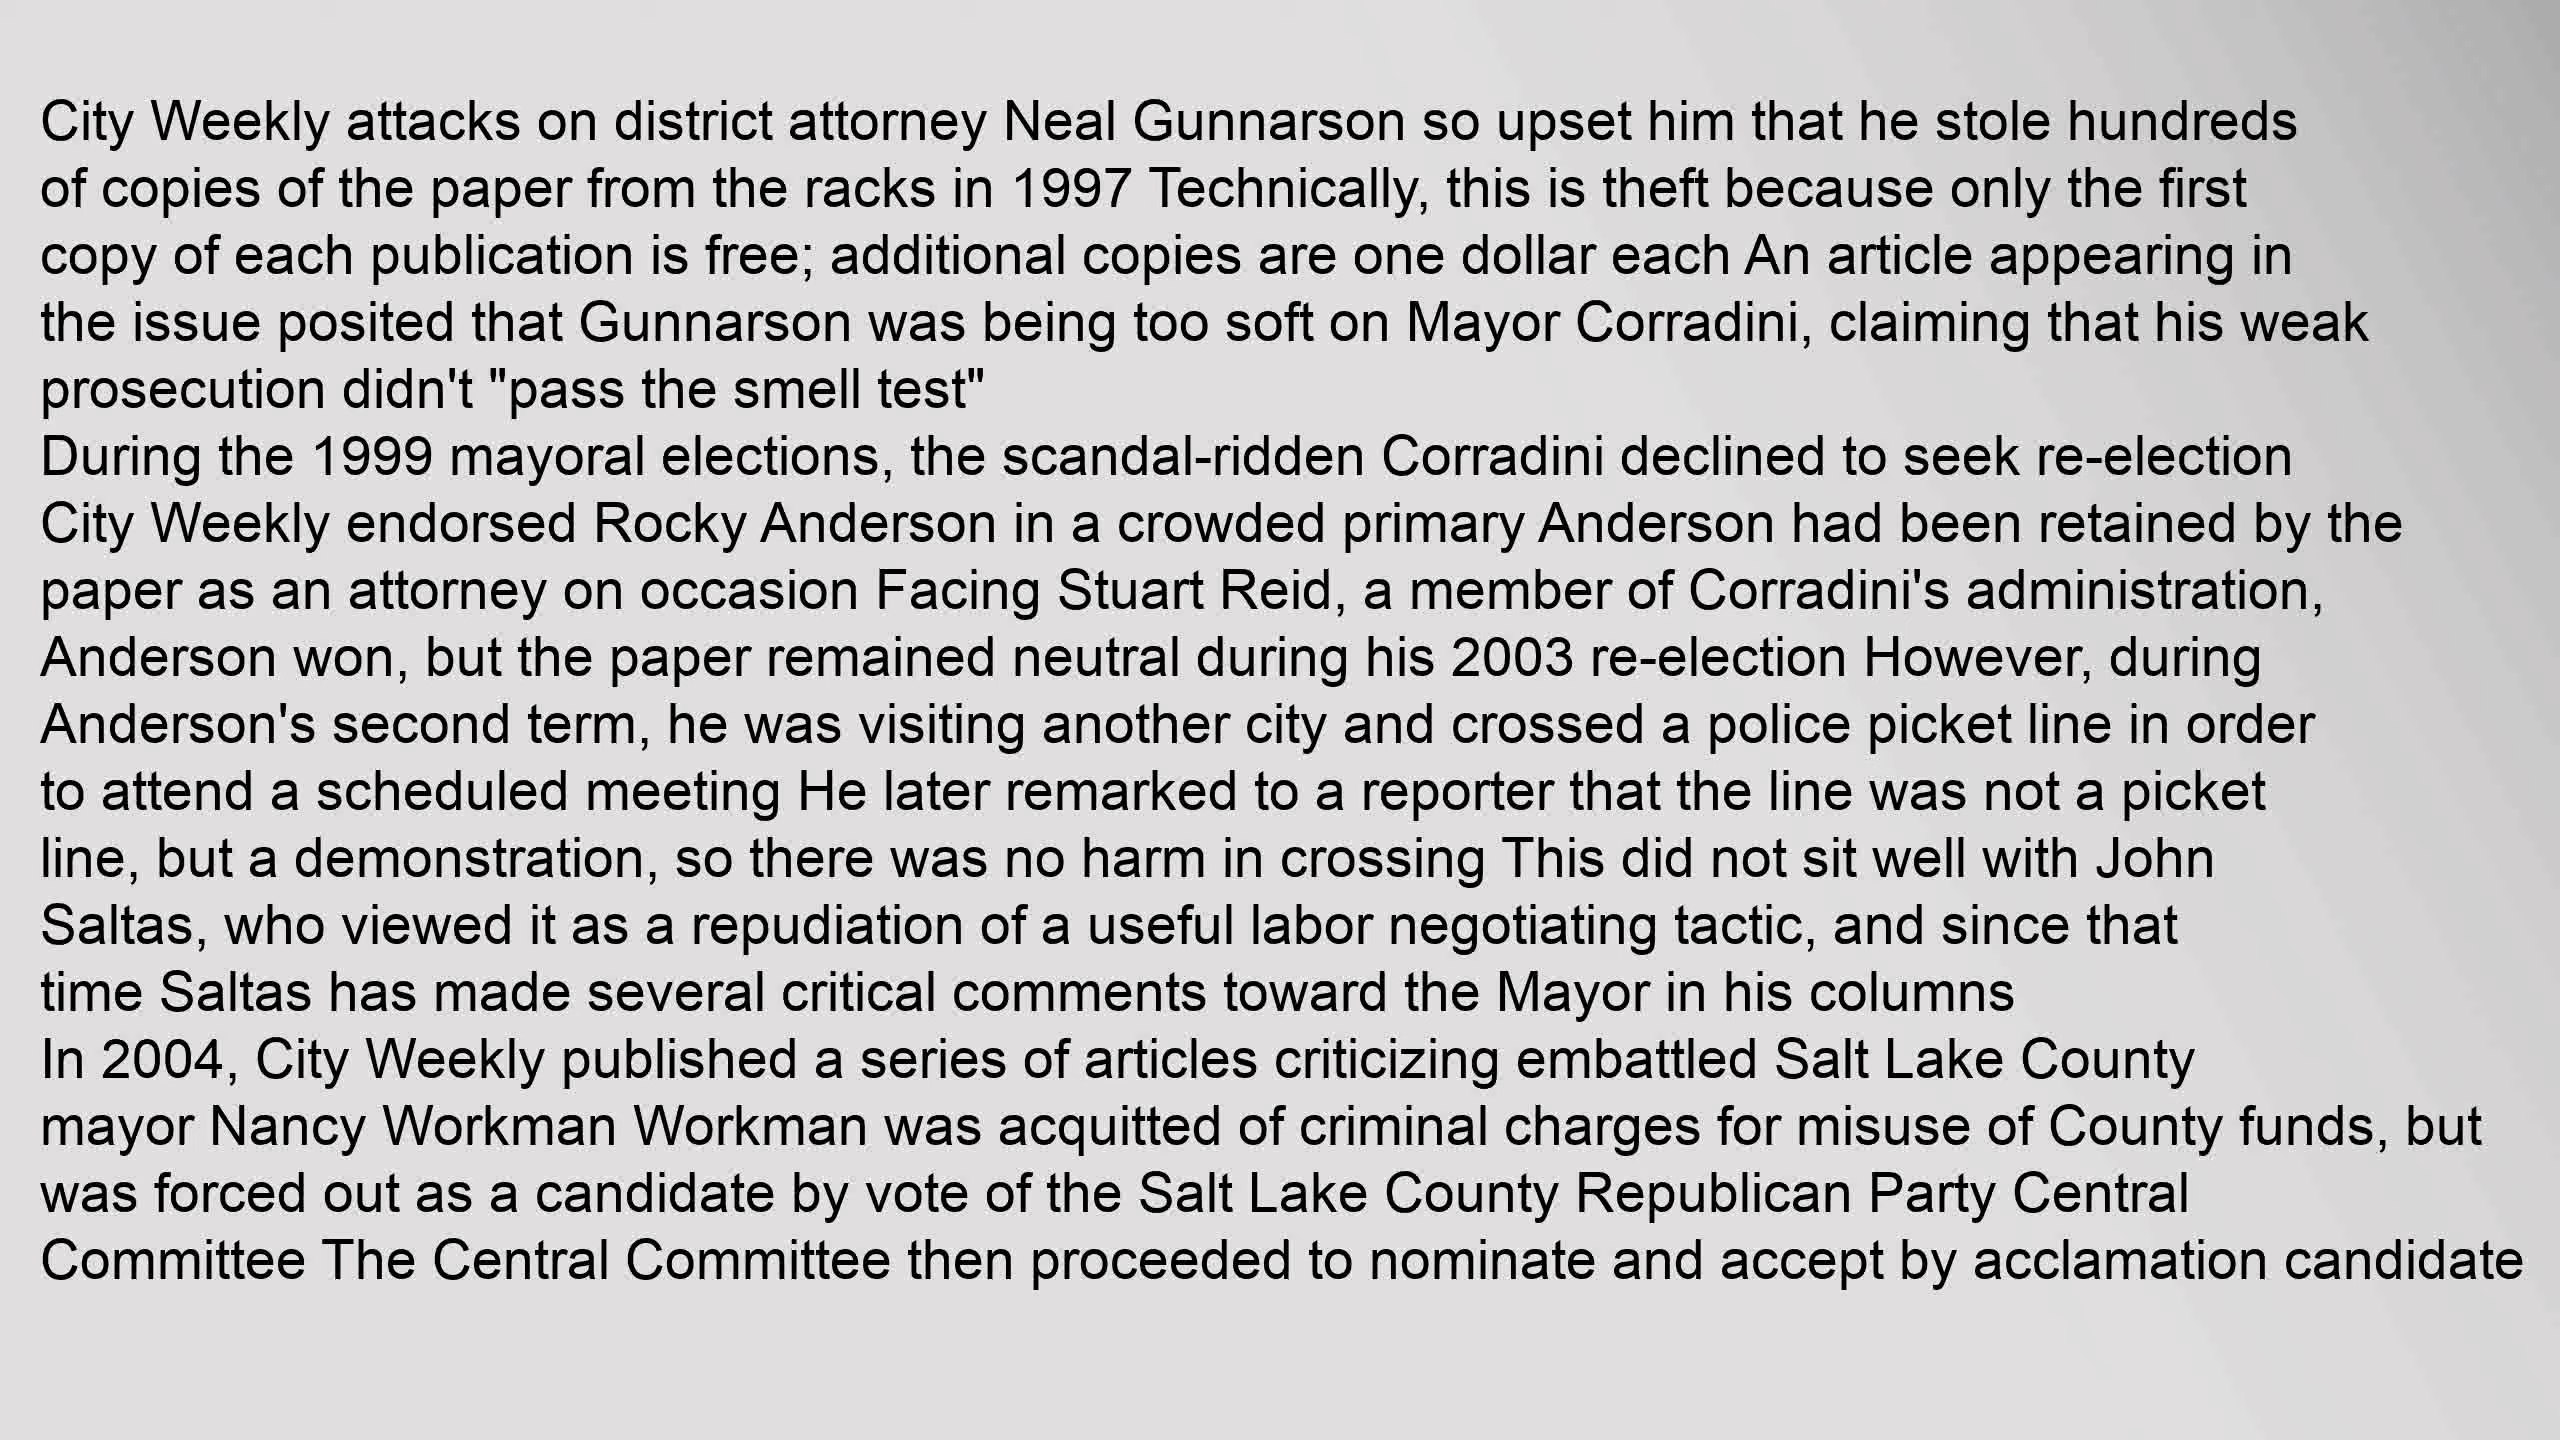 City Weekly attacks on district attorney Neal Gunnarson so upset him that he stole hundreds
of copies of the paper from the racks in 1997 Technically, this is theft because only the first
copy of each publication is free; additional copies are one dollar each An article appearing in
the issue posited that Gunnarson was being too soft on Mayor Corradini, claiming that his weak
prosecution didn't "pass the smell test"
During the 1999 mayoral elections, the scandal-ridden Corradini declined to seek re-election
City Weekly endorsed Rocky Anderson in a crowded primary Anderson had been retained by the
paper as an attorney on occasion Facing Stuart Reid, a member of Corradini's administration,
Anderson won, but the paper remained neutral during his 2003 re-election However, during
Anderson's second term, he was visiting another city and crossed a police picket line in order
to attend a scheduled meeting He later remarked to a reporter that the line was not a picket
line, but a demonstration, so there was no harm in crossing This did not sit well with John
Saltas, who viewed it as a repudiation of a useful labor negotiating tactic, and since that
time Saltas has made several critical comments toward the Mayor in his columns
In 2004, City Weekly published a series of articles criticizing embattled Salt Lake County
mayor Nancy Workman Workman was acquitted of criminal charges for misuse of County funds, but
was forced out as a candidate by vote of the Salt Lake County Republican Party Central
Committee The Central Committee then proceeded to nominate and accept by acclamation candidate